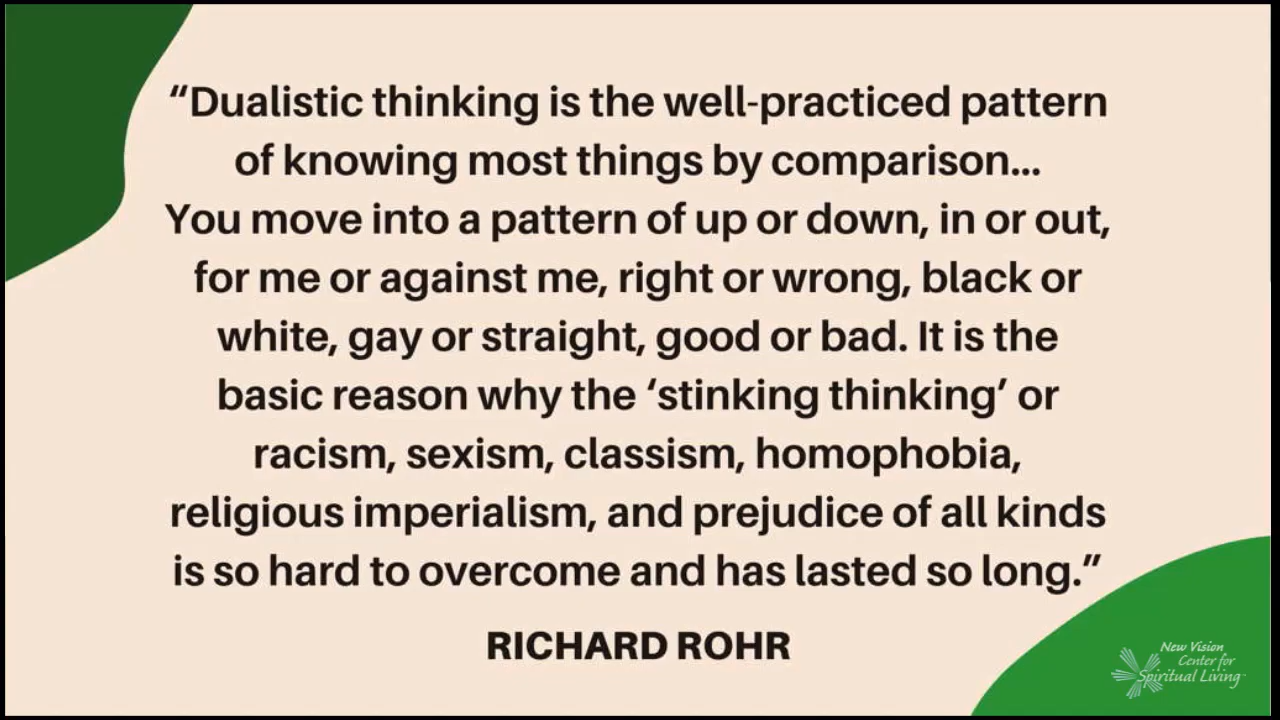 “Dualistic thinking is the well-practiced pattern
of knowing most things by comparison...
You move into a pattern of up or down, in or out,
for me or against me, right or wrong, black or
white, gay or straight, good or bad. It is the
basic reason why the ‘stinking thinking’ or
racism, sexism, classism, homophobia,
religious imperialism, and prejudice of all kinds
is so hard to overcome and has lasted so long.”
RICHARD ROHR
New Vision
Center for
Spiritual Living